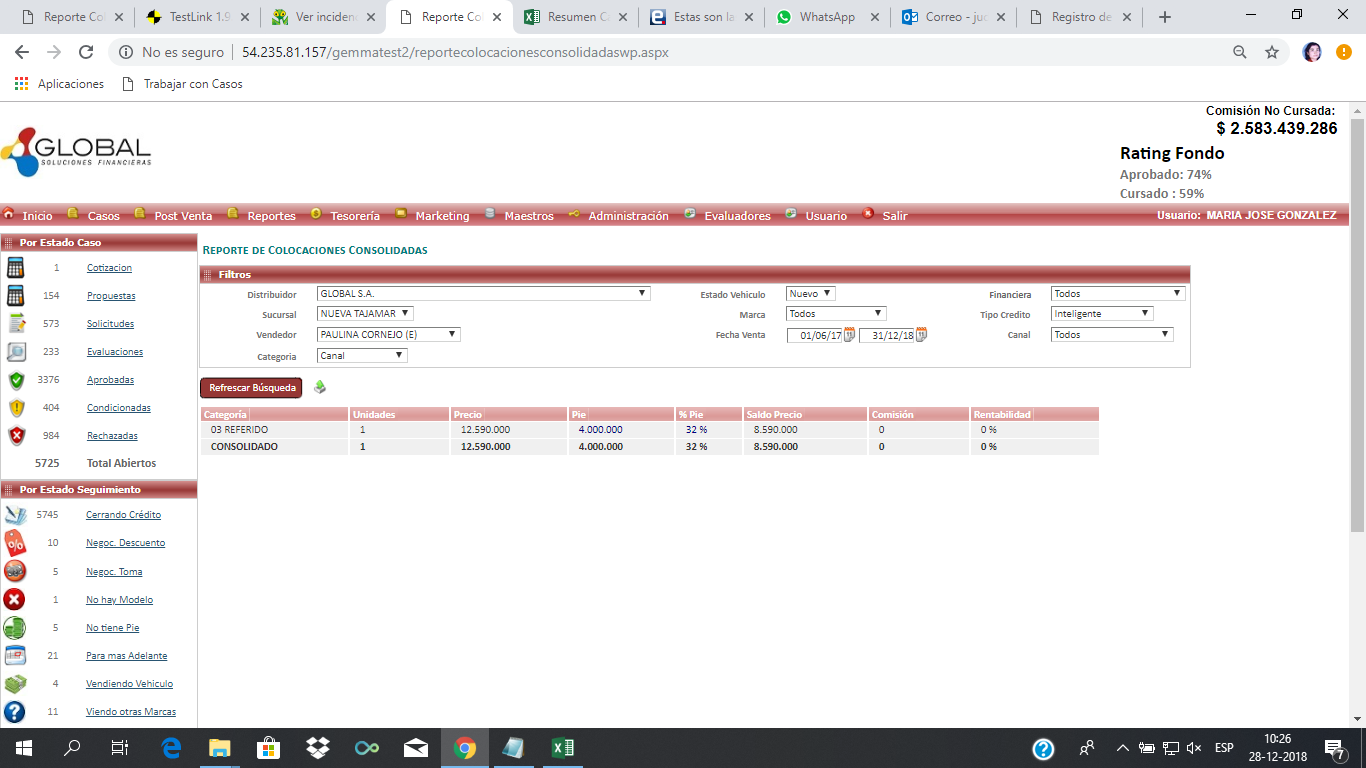 Reporte Col
TestLink 1.9
Ver inciden
Reporte Col
Resumen C
Estas son la
WhatsApp
Correo - juc
Registro de
No es seguro
54.235.81.157/gemmatest2/reportecolocacionesconsolidadaswp.aspx
Aplicaciones
Trabajar con Casos
Comisión No Cursada:
$ 2.583.439.286
GLOBAL
SOLUCIONES FINANCIERAS
Rating Fondo
Aprobado: 74%
Cursado : 59%
Inicio Casos Post Venta Reportes Tesorería Marketing Maestros Administración Evaluadores Usuario Salir Usuario: MARIA JOSE GONZALEZ
Por Estado Caso
1 Cotizacion
154 Propuestas
573 Solicitudes
233 Evaluaciones
3376 Aprobadas
404 Condicionadas
984 Rechazadas
5725 Total Abiertos
Por Estado Seguimiento
5745 Cerrando Crédito
10 Negoc. Descuento
5 Negoc. Toma
1 No hay Modelo
5 No tiene Pie
21 Para mas Adelante
4 Vendiendo Vehiculo
11 Viendo otras Marcas
REPORTE DE COLOCACIONES CONSOLIDADAS
Filtros
Distribuidor GLOBAL S.A. Estado Vehiculo Nuevo Financiera Todos
Sucursal NUEVA TAJAMAR Marca Todos Tipo Credito Inteligente
Vendedor PAULINA CORNEJO (E) Fecha Venta 01/06/17 31/12/18 Canal Todos
Categoria Canal
Refrescar Búsqueda
Categoría Unidades Precio Pie % Pie Saldo Precio Comisión Rentabilidad
03 REFERIDO 1 12.590.000 4.000.000 32 % 8.590.000 0 0 %
CONSOLIDADO 1 12.590.000 4.000.000 32 % 8.590.000 0 0 %
ESP
10:26
28-12-2018
7